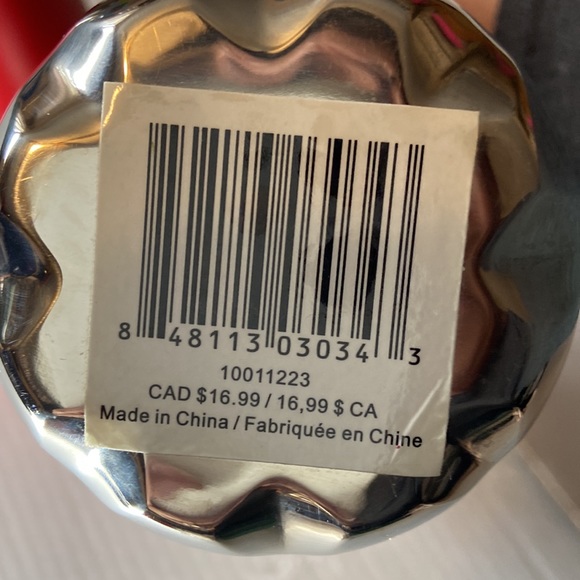 8 48113 03034 3
10011223
CAD $16.99 / 16,99 $ CA
Made in China / Fabriquée en Chine